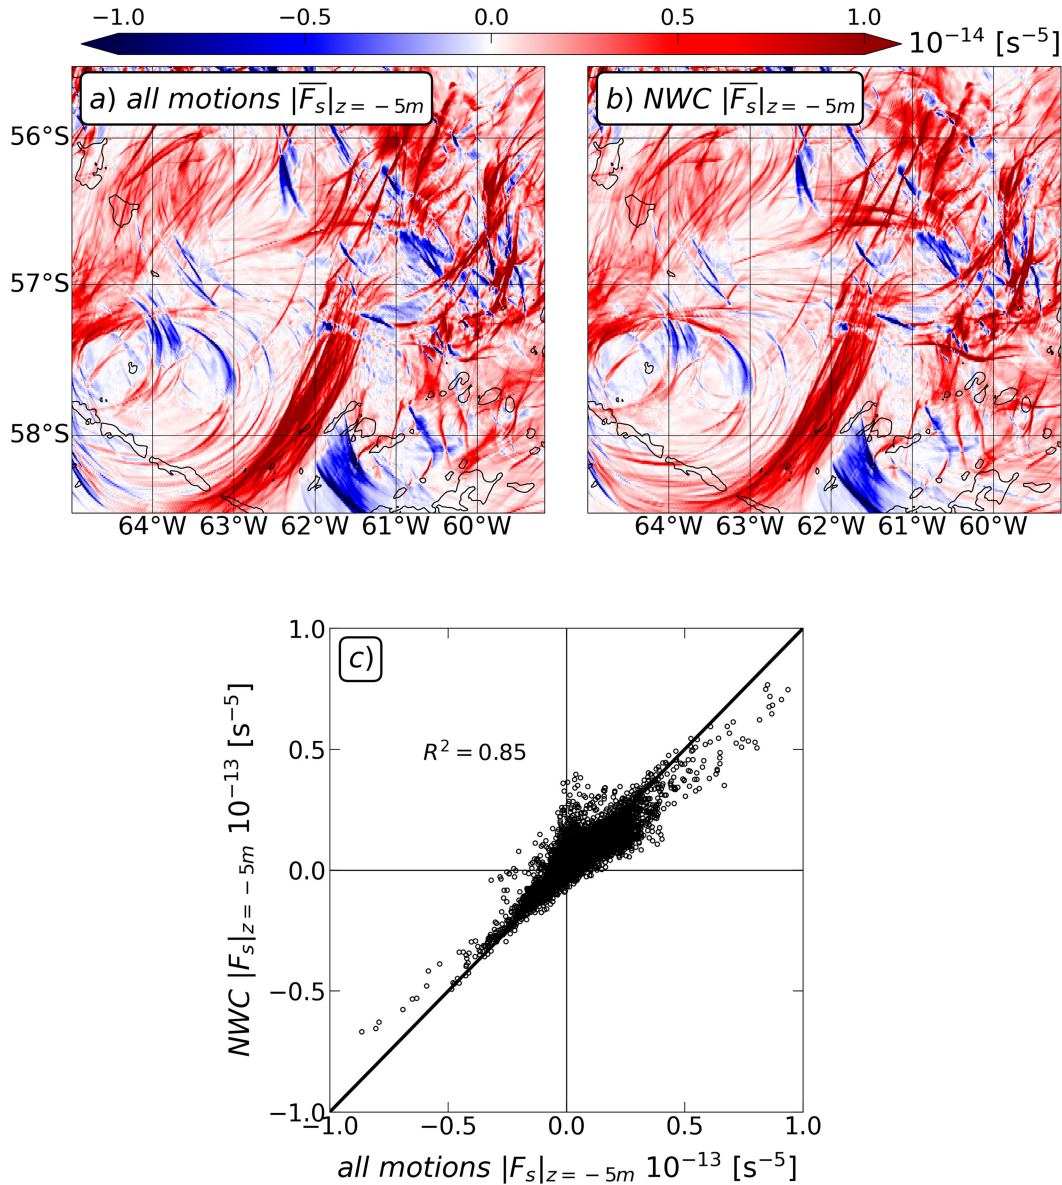 −1.0 −0.5 0.0 0.5 1.0
10⁻¹⁴ [s⁻⁵]
a) all motions |F̅ₛ|z=−5m
b) NWC |F̅ₛ|z=−5m
56°S
57°S
58°S
64°W 63°W 62°W 61°W 60°W
64°W 63°W 62°W 61°W 60°W
c)
R² = 0.85
1.0
0.5
0.0
−0.5
−1.0
NWC |Fₛ|z=−5m 10⁻¹³ [s⁻⁵]
−1.0 −0.5 0.0 0.5 1.0
all motions |Fₛ|z=−5m 10⁻¹³ [s⁻⁵]